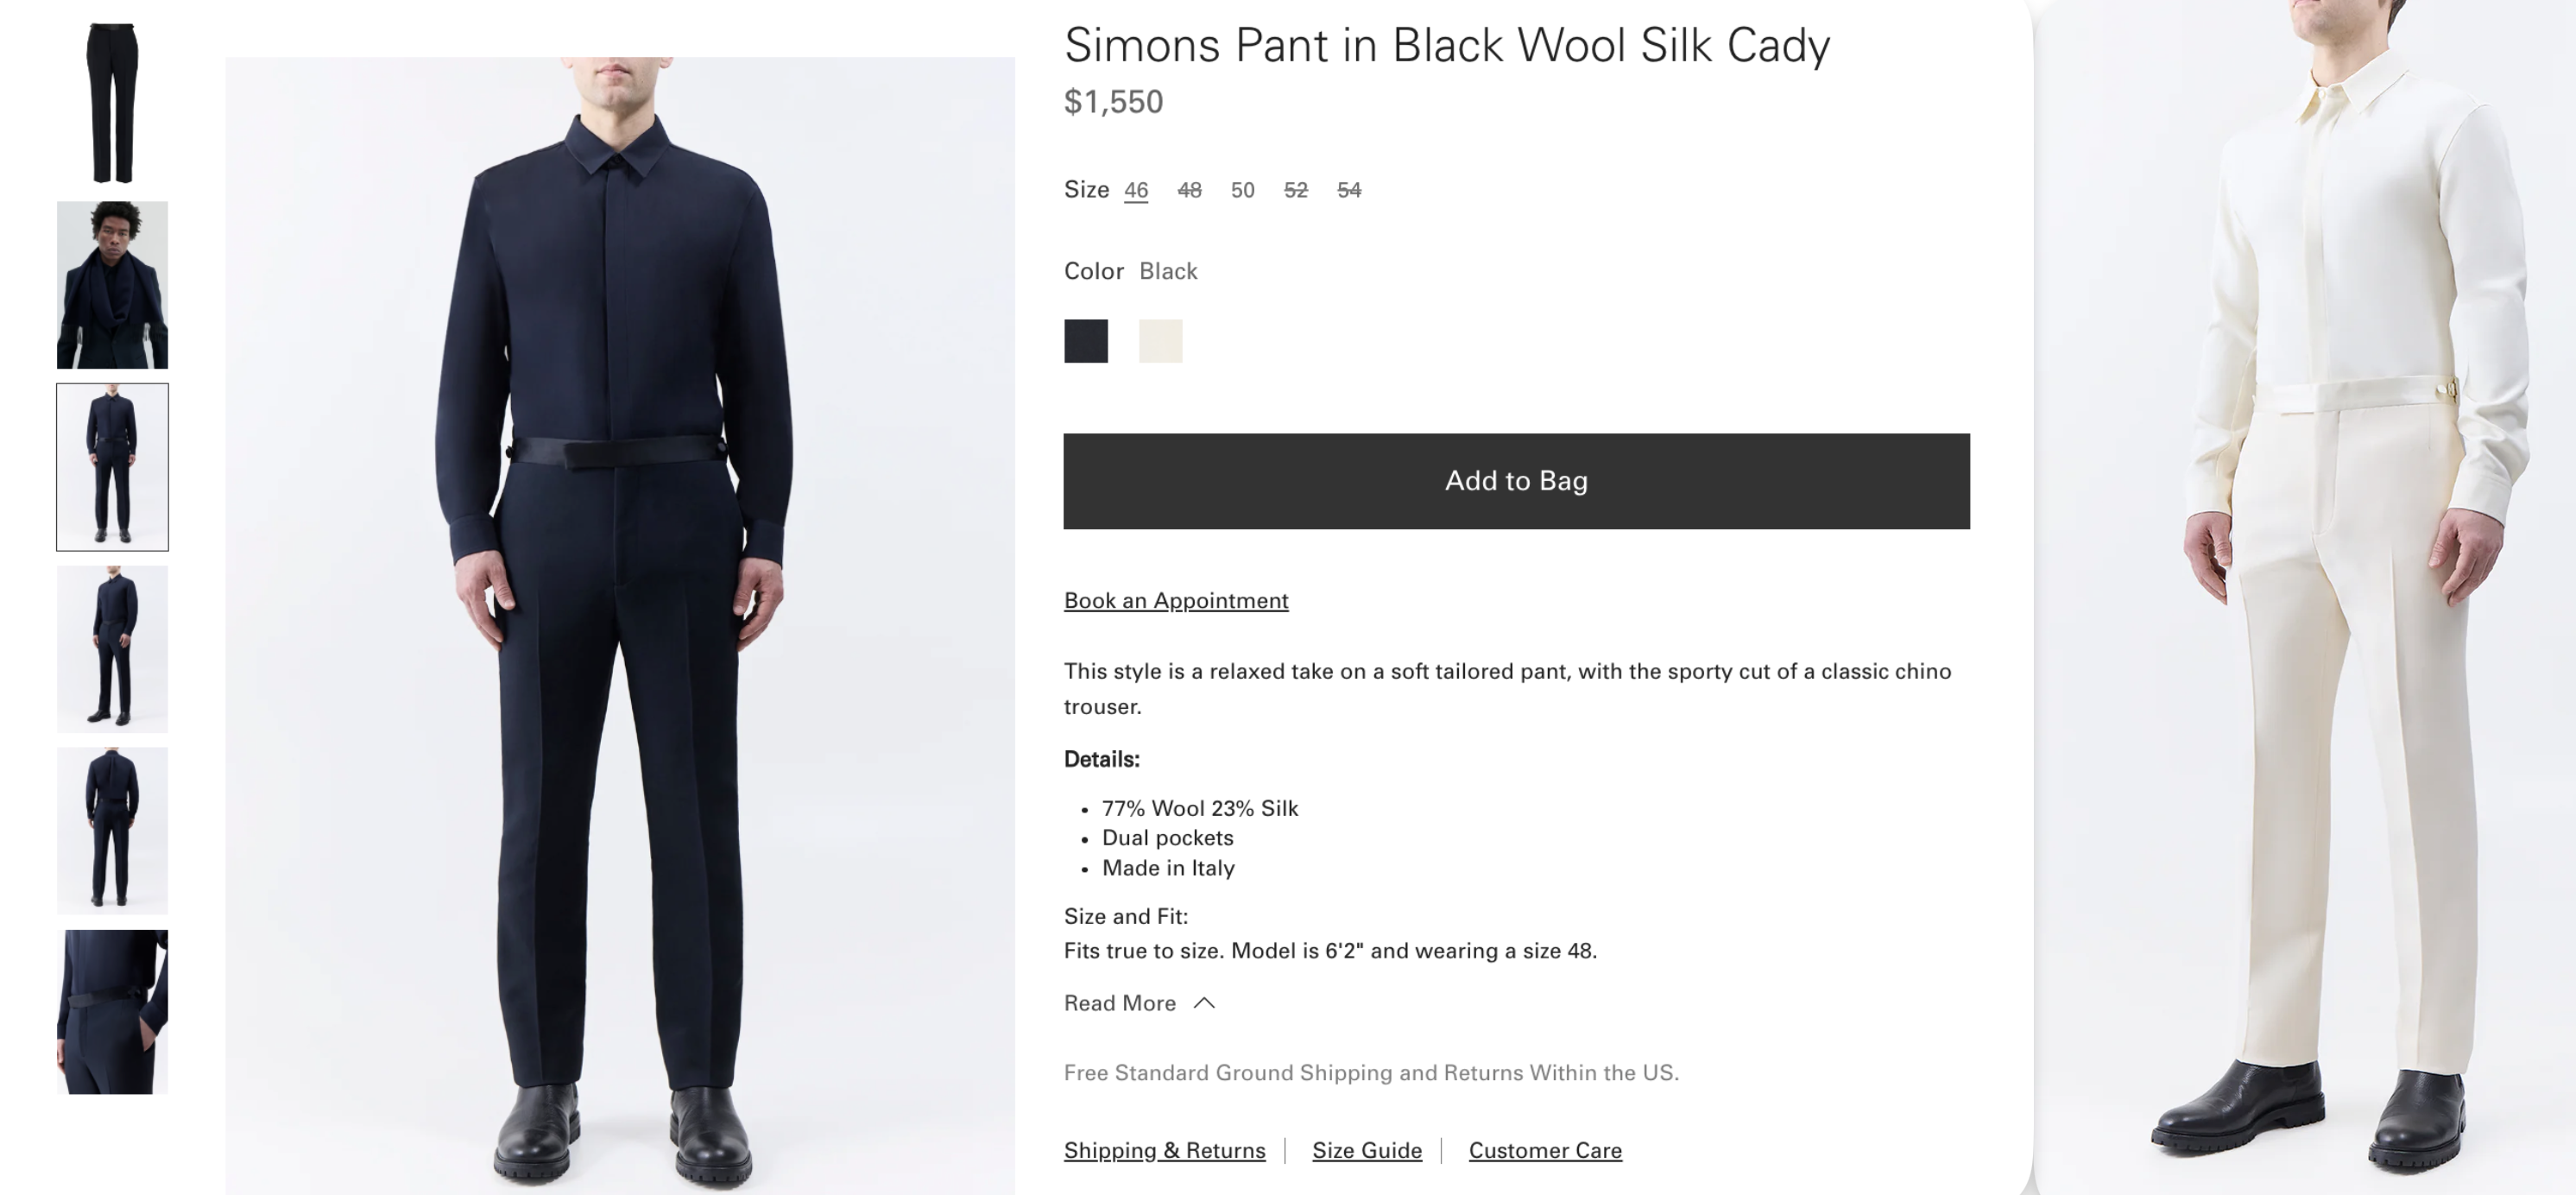 Simons Pant in Black Wool Silk Cady
$1,550
Size 46 48 50 52 54
Color Black
Add to Bag
Book an Appointment
This style is a relaxed take on a soft tailored pant, with the sporty cut of a classic chino
trouser.
Details:
• 77% Wool 23% Silk
• Dual pockets
• Made in Italy
Size and Fit:
Fits true to size. Model is 6'2" and wearing a size 48.
Read More
Free Standard Ground Shipping and Returns Within the US.
Shipping & Returns Size Guide Customer Care